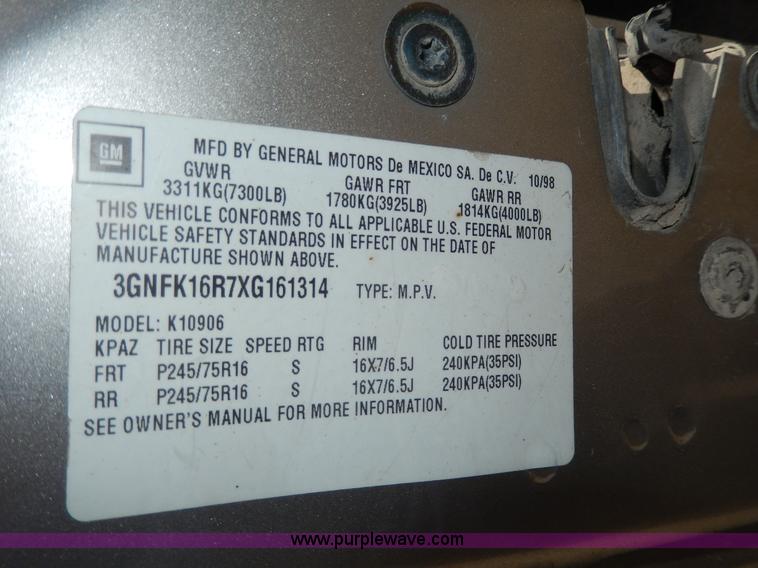 GM
MFD BY GENERAL MOTORS De MEXICO SA. De C.V. 10/98
GVWR GAWR FRT GAWR RR
3311KG(7300LB) 1780KG(3925LB) 1814KG(4000LB)
THIS VEHICLE CONFORMS TO ALL APPLICABLE U.S. FEDERAL MOTOR
VEHICLE SAFETY STANDARDS IN EFFECT ON THE DATE OF
MANUFACTURE SHOWN ABOVE.
3GNFK16R7XG161314 TYPE: M.P.V.
MODEL: K10906
KPAZ TIRE SIZE SPEED RTG RIM COLD TIRE PRESSURE
FRT P245/75R16 S 16X7/6.5J 240KPA(35PSI)
RR P245/75R16 S 16X7/6.5J 240KPA(35PSI)
SEE OWNER'S MANUAL FOR MORE INFORMATION.
www.purplewave.com